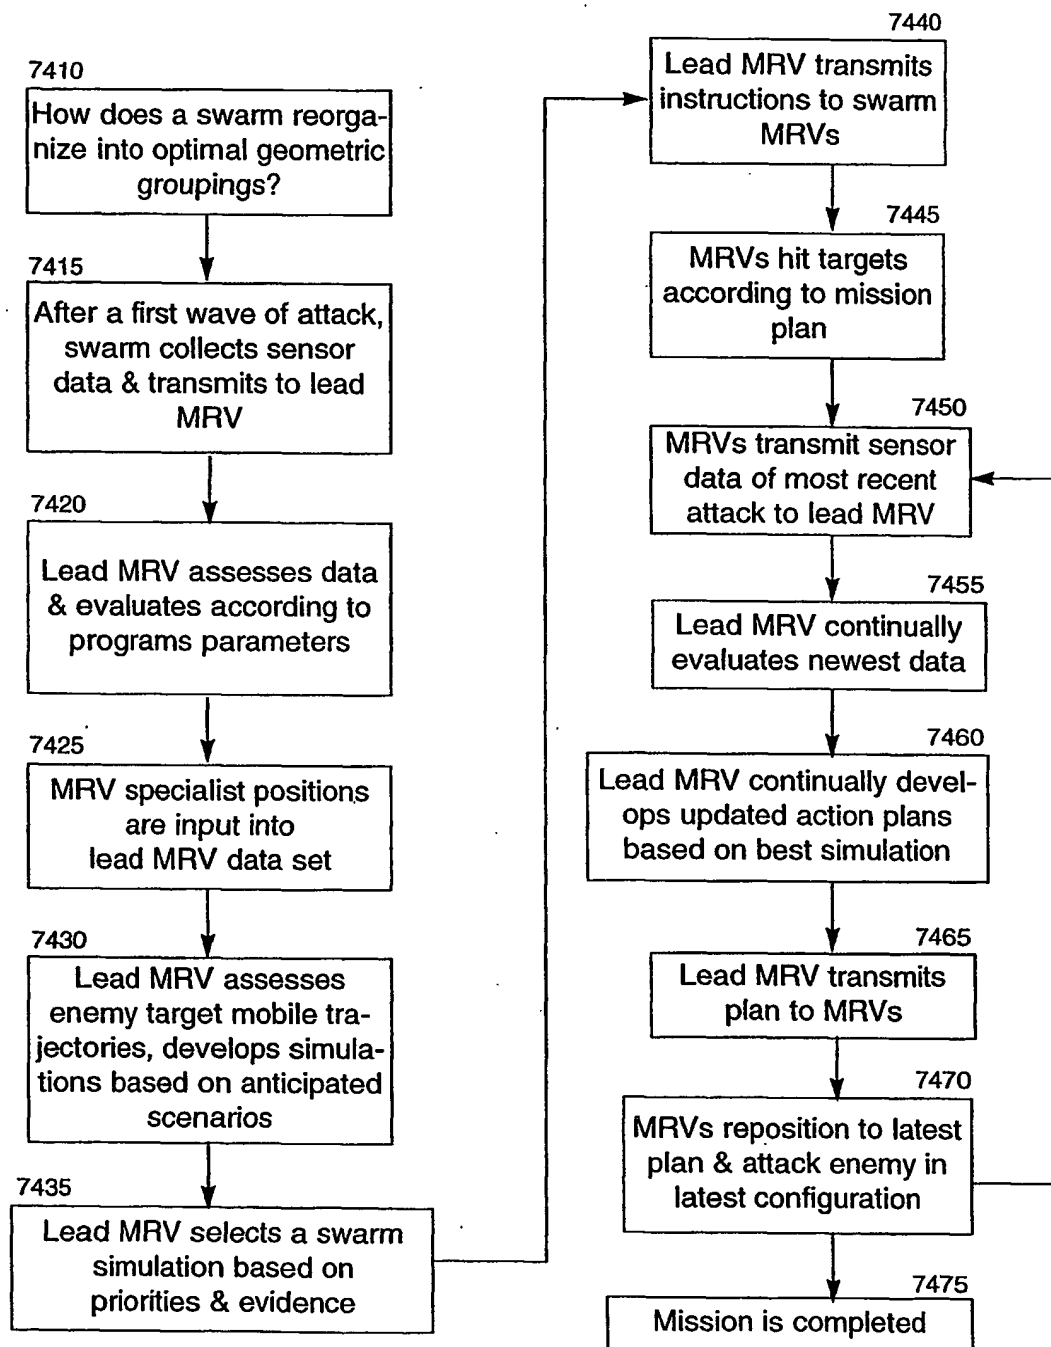 7410
How does a swarm reorga-
nize into optimal geometric
groupings?
7415
After a first wave of attack,
swarm collects sensor
data & transmits to lead
MRV
7420
Lead MRV assesses data
& evaluates according to
programs parameters
7425
MRV specialist positions
are input into
lead MRV data set
7430
Lead MRV assesses
enemy target mobile tra-
jectories, develops simula-
tions based on anticipated
scenarios
7435
Lead MRV selects a swarm
simulation based on
priorities & evidence
7440
Lead MRV transmits
instructions to swarm
MRVs
7445
MRVs hit targets
according to mission
plan
7450
MRVs transmit sensor
data of most recent
attack to lead MRV
7455
Lead MRV continually
evaluates newest data
7460
Lead MRV continually devel-
ops updated action plans
based on best simulation
7465
Lead MRV transmits
plan to MRVs
7470
MRVs reposition to latest
plan & attack enemy in
latest configuration
7475
Mission is completed